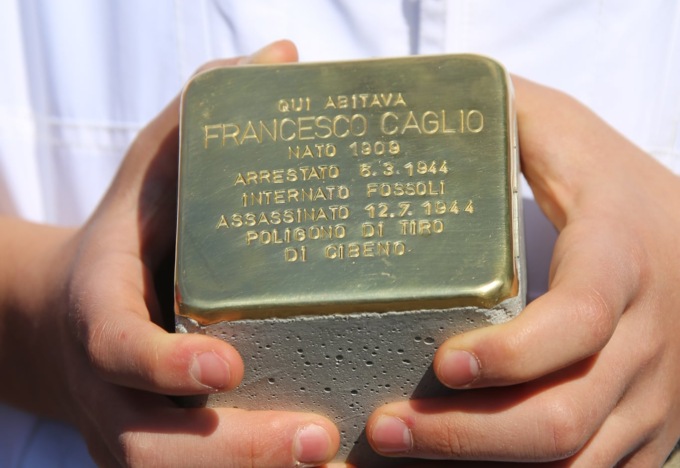 QUI ABITAVA
FRANCESCO CAGLIO
NATO 1909
ARRESTATO 6.3.1944
INTERNATO FOSSOLI
ASSASSINATO 12.7.1944
POLIGONO DI TIRO
DI CIBENO